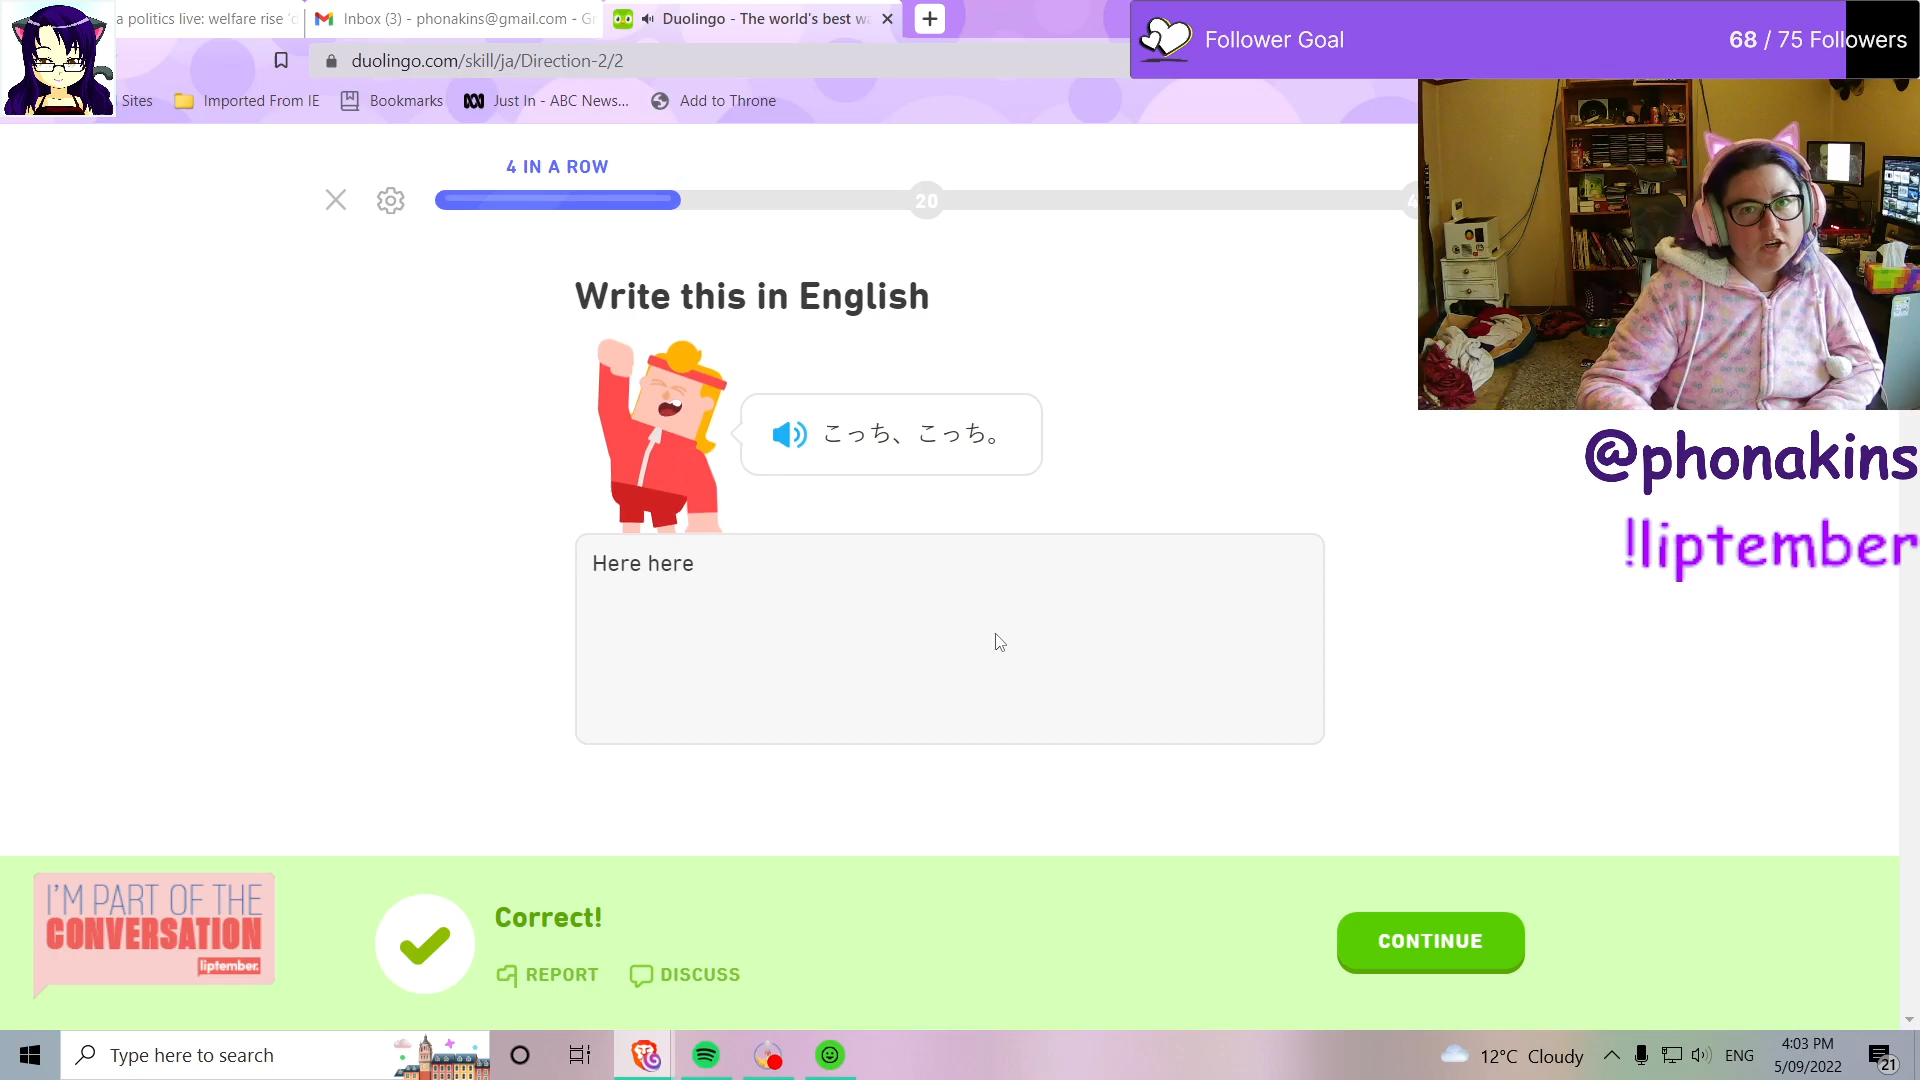 a politics live: welfare rise 'd
Inbox (3) - phonakins@gmail.com - Gr
Duolingo - The world's best wa
Follower Goal
68 / 75 Followers
duolingo.com/skill/ja/Direction-2/2
Sites
Imported From IE
Bookmarks
Just In - ABC News...
Add to Throne
4 IN A ROW
20
4
Write this in English
こっち、こっち。
Here here
@phonakins
!liptember
I'M PART OF THE
CONVERSATION
liptember.
Correct!
REPORT
DISCUSS
CONTINUE
Type here to search
12°C Cloudy
ENG
4:03 PM
5/09/2022
21